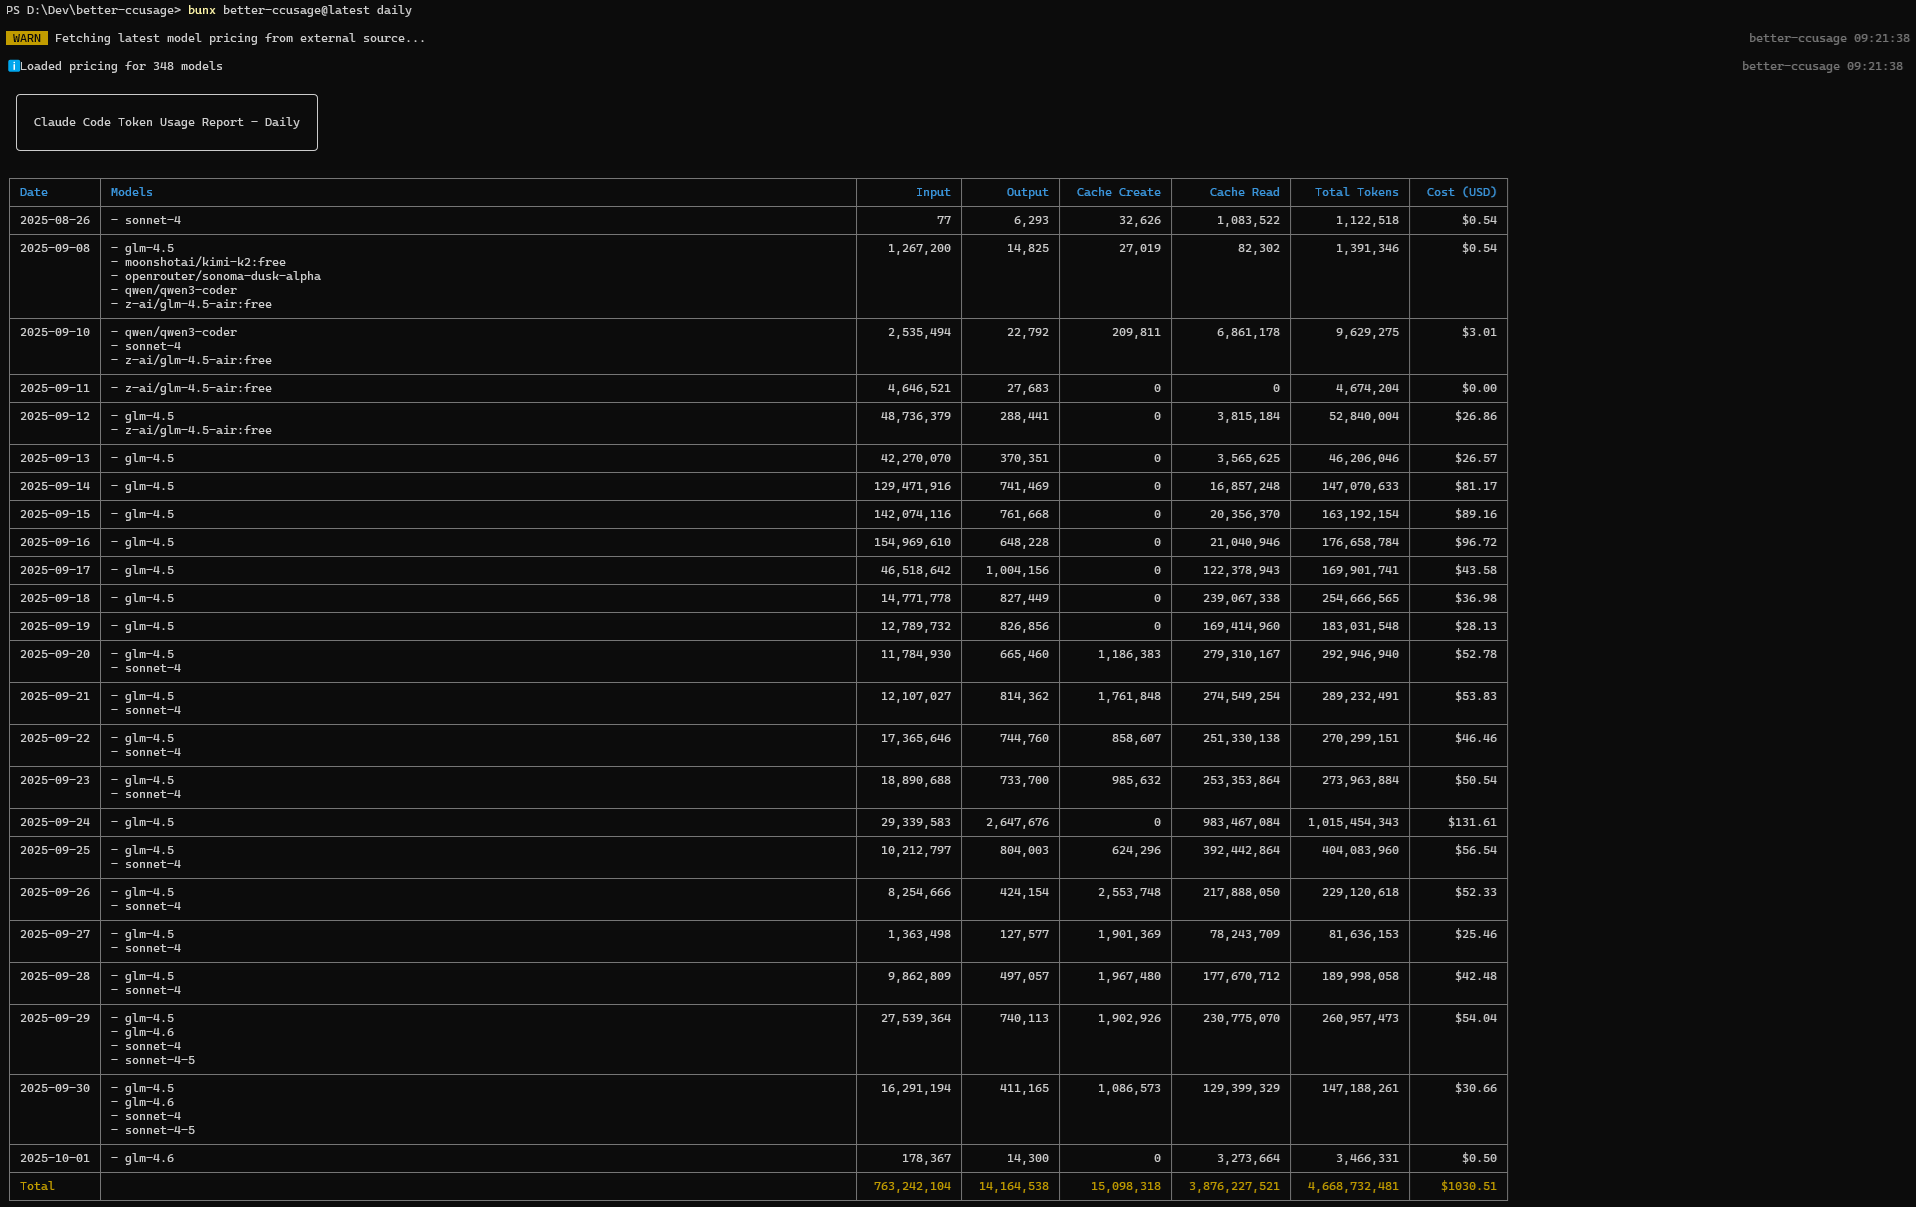 PS D:\Dev\better-ccusage> bunx better-ccusage@latest daily
WARN Fetching latest model pricing from external source... better-ccusage 09:21:38
i Loaded pricing for 348 models better-ccusage 09:21:38
Claude Code Token Usage Report - Daily
Date Models Input Output Cache Create Cache Read Total Tokens Cost (USD)
2025-08-26 - sonnet-4 77 6,293 32,626 1,083,522 1,122,518 $0.54
2025-09-08 - glm-4.5 1,267,200 14,825 27,019 82,302 1,391,346 $0.54
- moonshotai/kimi-k2:free
- openrouter/sonoma-dusk-alpha
- qwen/qwen3-coder
- z-ai/glm-4.5-air:free
2025-09-10 - qwen/qwen3-coder 2,535,494 22,792 209,811 6,861,178 9,629,275 $3.01
- sonnet-4
- z-ai/glm-4.5-air:free
2025-09-11 - z-ai/glm-4.5-air:free 4,646,521 27,683 0 0 4,674,204 $0.00
2025-09-12 - glm-4.5 48,736,379 288,441 0 3,815,184 52,840,004 $26.86
- z-ai/glm-4.5-air:free
2025-09-13 - glm-4.5 42,270,070 370,351 0 3,565,625 46,206,046 $26.57
2025-09-14 - glm-4.5 129,471,916 741,469 0 16,857,248 147,070,633 $81.17
2025-09-15 - glm-4.5 142,074,116 761,668 0 20,356,370 163,192,154 $89.16
2025-09-16 - glm-4.5 154,969,610 648,228 0 21,040,946 176,658,784 $96.72
2025-09-17 - glm-4.5 46,518,642 1,004,156 0 122,378,943 169,901,741 $43.58
2025-09-18 - glm-4.5 14,771,778 827,449 0 239,067,338 254,666,565 $36.98
2025-09-19 - glm-4.5 12,789,732 826,856 0 169,414,960 183,031,548 $28.13
2025-09-20 - glm-4.5 11,784,930 665,460 1,186,383 279,310,167 292,946,940 $52.78
- sonnet-4
2025-09-21 - glm-4.5 12,107,027 814,362 1,761,848 274,549,254 289,232,491 $53.83
- sonnet-4
2025-09-22 - glm-4.5 17,365,646 744,760 858,607 251,330,138 270,299,151 $46.46
- sonnet-4
2025-09-23 - glm-4.5 18,890,688 733,700 985,632 253,353,864 273,963,884 $50.54
- sonnet-4
2025-09-24 - glm-4.5 29,339,583 2,647,676 0 983,467,084 1,015,454,343 $131.61
2025-09-25 - glm-4.5 10,212,797 804,003 624,296 392,442,864 404,083,960 $56.54
- sonnet-4
2025-09-26 - glm-4.5 8,254,666 424,154 2,553,748 217,888,050 229,120,618 $52.33
- sonnet-4
2025-09-27 - glm-4.5 1,363,498 127,577 1,901,369 78,243,709 81,636,153 $25.46
- sonnet-4
2025-09-28 - glm-4.5 9,862,809 497,057 1,967,480 177,670,712 189,998,058 $42.48
- sonnet-4
2025-09-29 - glm-4.5 27,539,364 740,113 1,902,926 230,775,070 260,957,473 $54.04
- glm-4.6
- sonnet-4
- sonnet-4-5
2025-09-30 - glm-4.5 16,291,194 411,165 1,086,573 129,399,329 147,188,261 $30.66
- glm-4.6
- sonnet-4
- sonnet-4-5
2025-10-01 - glm-4.6 178,367 14,300 0 3,273,664 3,466,331 $0.50
Total 763,242,104 14,164,538 15,098,318 3,876,227,521 4,668,732,481 $1030.51